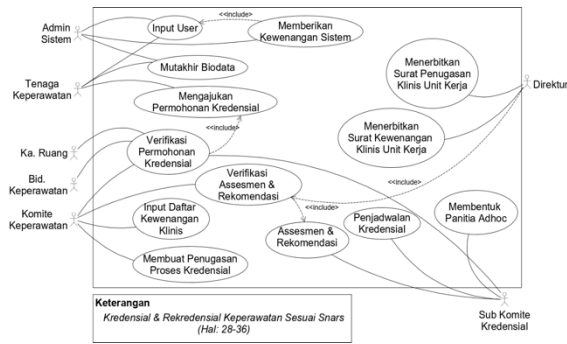 Admin
Sistem
Tenaga
Keperawatan
Ka. Ruang
Bid.
Keperawatan
Komite
Keperawatan
Input User
<<include>>
Memberikan
Kewenangan Sistem
Mutakhir Biodata
Mengajukan
Permohonan Kredensial
<<include>>
Verifikasi
Permohonan
Kredensial
Verifikasi
Assesmen &
Rekomendasi
Input Daftar
Kewenangan
Klinis
Membuat Penugasan
Proses Kredensial
<<include>>
Assesmen &
Rekomendasi
Penjadwalan
Kredensial
<<include>>
Menerbitkan
Surat Penugasan
Klinis Unit Kerja
Menerbitkan
Surat Kewenangan
Klinis Unit Kerja
Membentuk
Panitia Adhoc
Direktur
Sub Komite
Kredensial
Keterangan
Kredensial & Rekredensial Keperawatan Sesuai Snars
(Hal: 28-36)